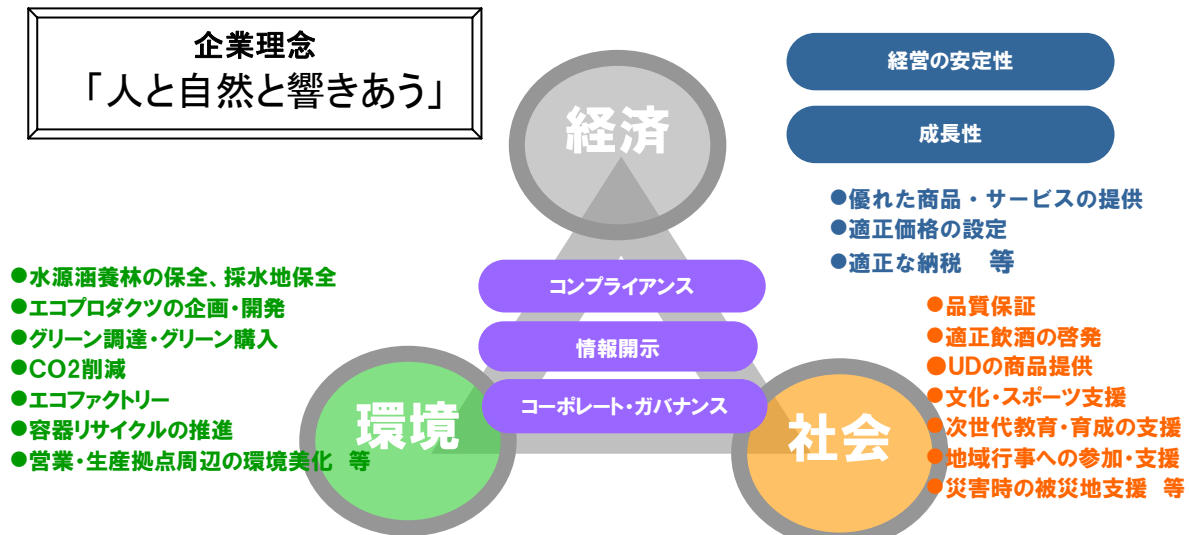 企業理念
「人と自然と響きあう」
経済
経営の安定性
成長性
●優れた商品・サービスの提供
●適正価格の設定
●適正な納税　等
コンプライアンス
情報開示
コーポレート・ガバナンス
●水源涵養林の保全、採水地保全
●エコプロダクツの企画・開発
●グリーン調達・グリーン購入
●CO2削減
●エコファクトリー
●容器リサイクルの推進
●営業・生産拠点周辺の環境美化　等
環境
社会
●品質保証
●適正飲酒の啓発
●UDの商品提供
●文化・スポーツ支援
●次世代教育・育成の支援
●地域行事への参加・支援
●災害時の被災地支援　等